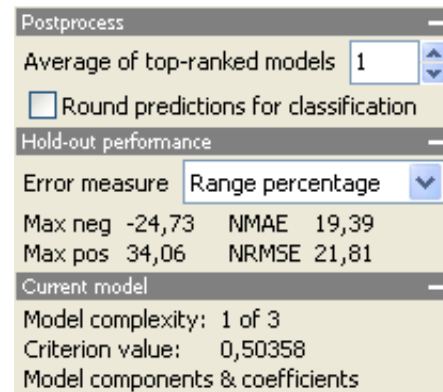 Postprocess
Average of top-ranked models 1
Round predictions for classification
Hold-out performance
Error measure Range percentage
Max neg -24,73 NMAE 19,39
Max pos 34,06 NRMSE 21,81
Current model
Model complexity: 1 of 3
Criterion value: 0,50358
Model components & coefficients